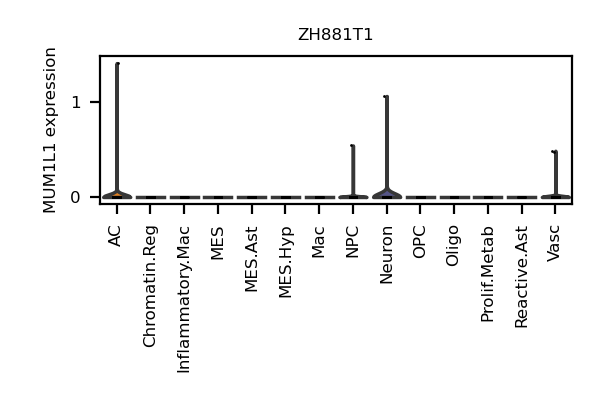 ZH881T1
MUM1L1 expression
1
0
AC
Chromatin.Reg
Inflammatory.Mac
MES
MES.Ast
MES.Hyp
Mac
NPC
Neuron
OPC
Oligo
Prolif.Metab
Reactive.Ast
Vasc